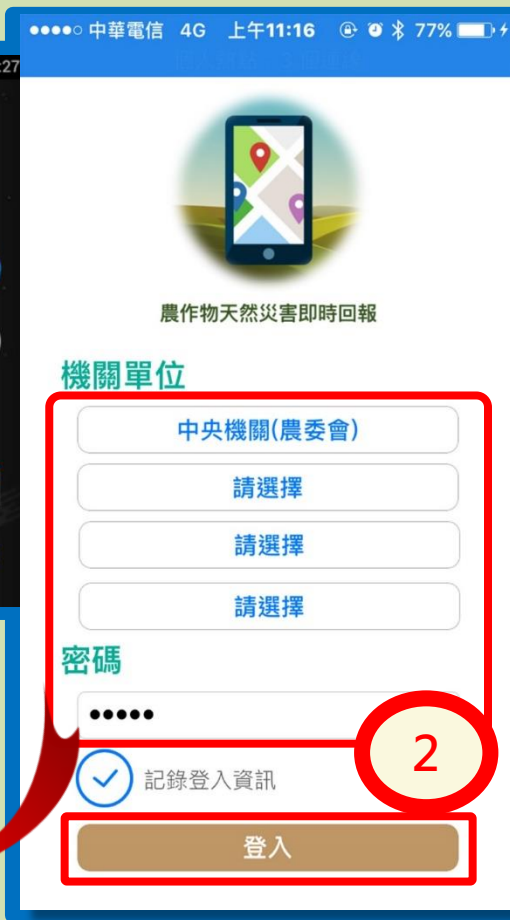 中華電信 4G 上午11:16 77%
:27
農作物天然災害即時回報
機關單位
中央機關(農委會)
請選擇
請選擇
請選擇
密碼
•••••
2
記錄登入資訊
登入